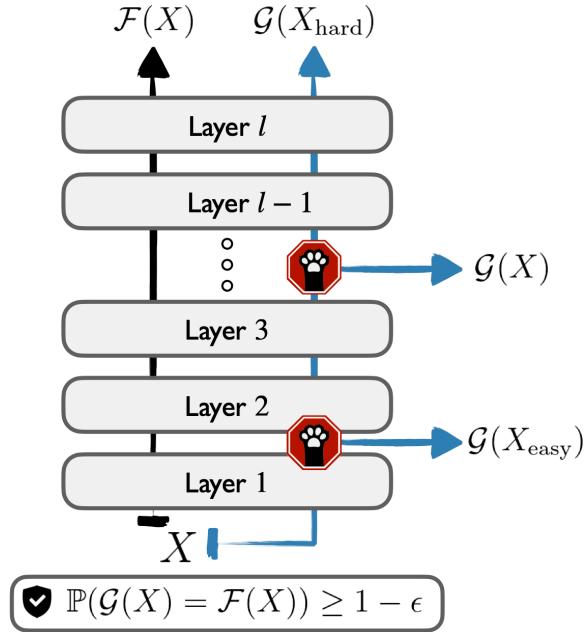 ℱ(X) 𝒢(X_hard)
Layer l
Layer l − 1
𝒢(X)
Layer 3
Layer 2
𝒢(X_easy)
Layer 1
X
ℙ(𝒢(X) = ℱ(X)) ≥ 1 − ϵ